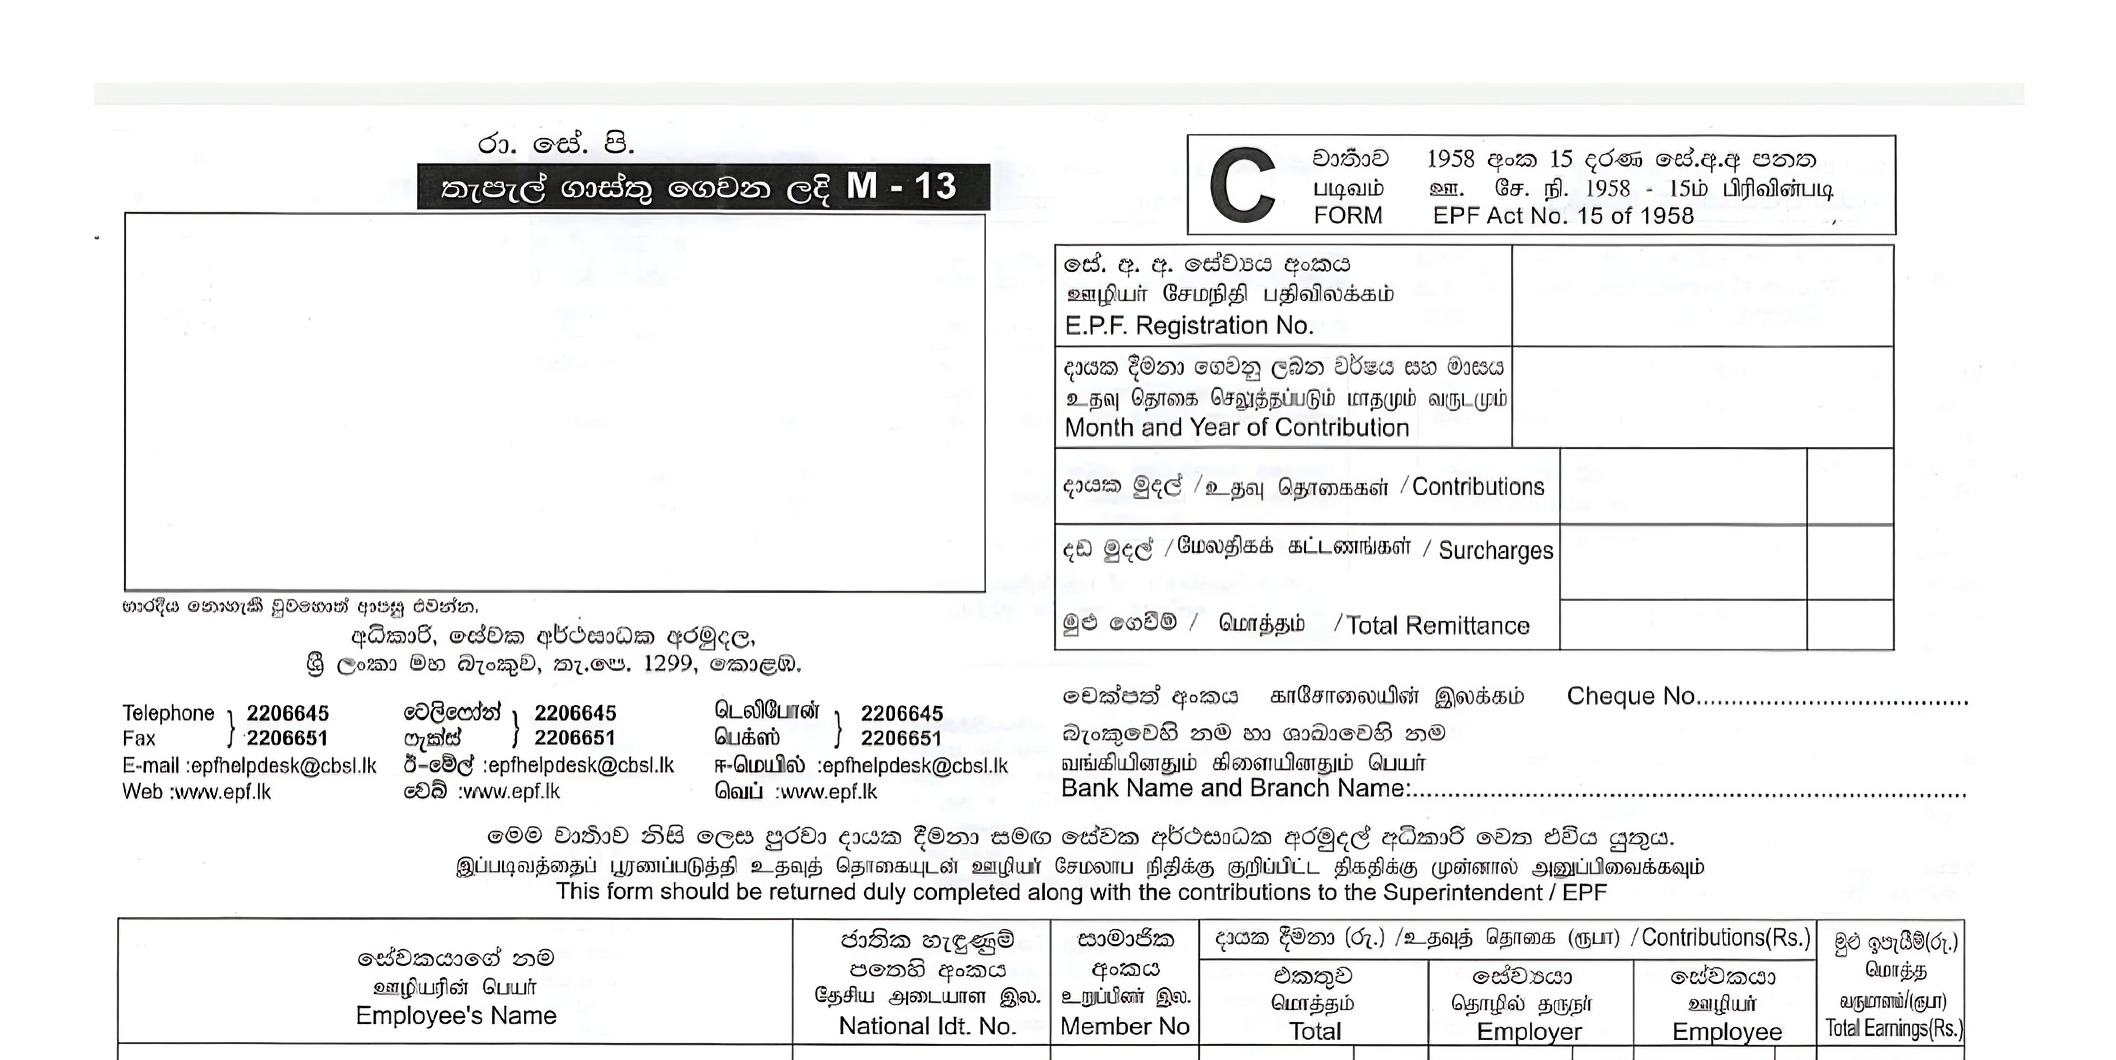 රා. සේ. පි.
තැපැල් ගාස්තු ගෙවන ලදි M - 13
C
වාර්තාව 1958 අංක 15 දරණ සේ.අ.අ පනත
படிவம் ஊ. சே. நி. 1958 - 15ம் பிரிவின்படி
FORM EPF Act No. 15 of 1958
සේ. අ. අ. සේව්‍යය අංකය
ஊழியர் சேமநிதி பதிவிலக்கம்
E.P.F. Registration No.
දායක දීමනා ගෙවනු ලබන වර්ෂය සහ මාසය
உதவு தொகை செலுத்தப்படும் மாதமும் வருடமும்
Month and Year of Contribution
දායක මුදල් / உதவு தொகைகள் / Contributions
දඩ මුදල් / மேலதிகக் கட்டணங்கள் / Surcharges
මුළු ගෙවීම් / மொத்தம் / Total Remittance
භාරදිය නොහැකි වුවහොත් ආපසු එවන්න.
අධිකාරි, සේවක අර්ථසාධක අරමුදල,
ශ්‍රී ලංකා මහ බැංකුව, තැ.පෙ. 1299, කොළඹ.
Telephone } 2206645
Fax } 2206651
E-mail :epfhelpdesk@cbsl.lk
Web :www.epf.lk
ටෙලිෆෝන් } 2206645
ෆැක්ස් } 2206651
ඊ-මේල් :epfhelpdesk@cbsl.lk
වෙබ් :www.epf.lk
டெலிபோன் } 2206645
பெக்ஸ் } 2206651
ஈ-மெயில் :epfhelpdesk@cbsl.lk
வெப் :www.epf.lk
චෙක්පත් අංකය காசோலையின் இலக்கம் Cheque No.......................................
බැංකුවෙහි නම හා ශාඛාවෙහි නම
வங்கியினதும் கிளையினதும் பெயர்
Bank Name and Branch Name:................................................................................
මෙම වාර්තාව නිසි ලෙස පුරවා දායක දීමනා සමඟ සේවක අර්ථසාධක අරමුදල් අධිකාරි වෙත එවිය යුතුය.
இப்படிவத்தைப் பூரணப்படுத்தி உதவுத் தொகையுடன் ஊழியர் சேமலாப நிதிக்கு குறிப்பிட்ட திகதிக்கு முன்னால் அனுப்பிவைக்கவும்
This form should be returned duly completed along with the contributions to the Superintendent / EPF
සේවකයාගේ නම
ஊழியரின் பெயர்
Employee's Name
ජාතික හැඳුණුම්
පතෙහි අංකය
தேசிய அடையாள இல.
National Idt. No.
සාමාජික
අංකය
உறுப்பினர் இல.
Member No
දායක දීමනා (රු.) /உதவுத் தொகை (ரூபா) /Contributions(Rs.)
එකතුව
மொத்தம்
Total
සේව්‍යයා
தொழில் தருநர்
Employer
සේවකයා
ஊழியர்
Employee
මුළු ඉපැයීම්(රු.)
மொத்த
வருமானம்/(ரூபா)
Total Earnings(Rs.)